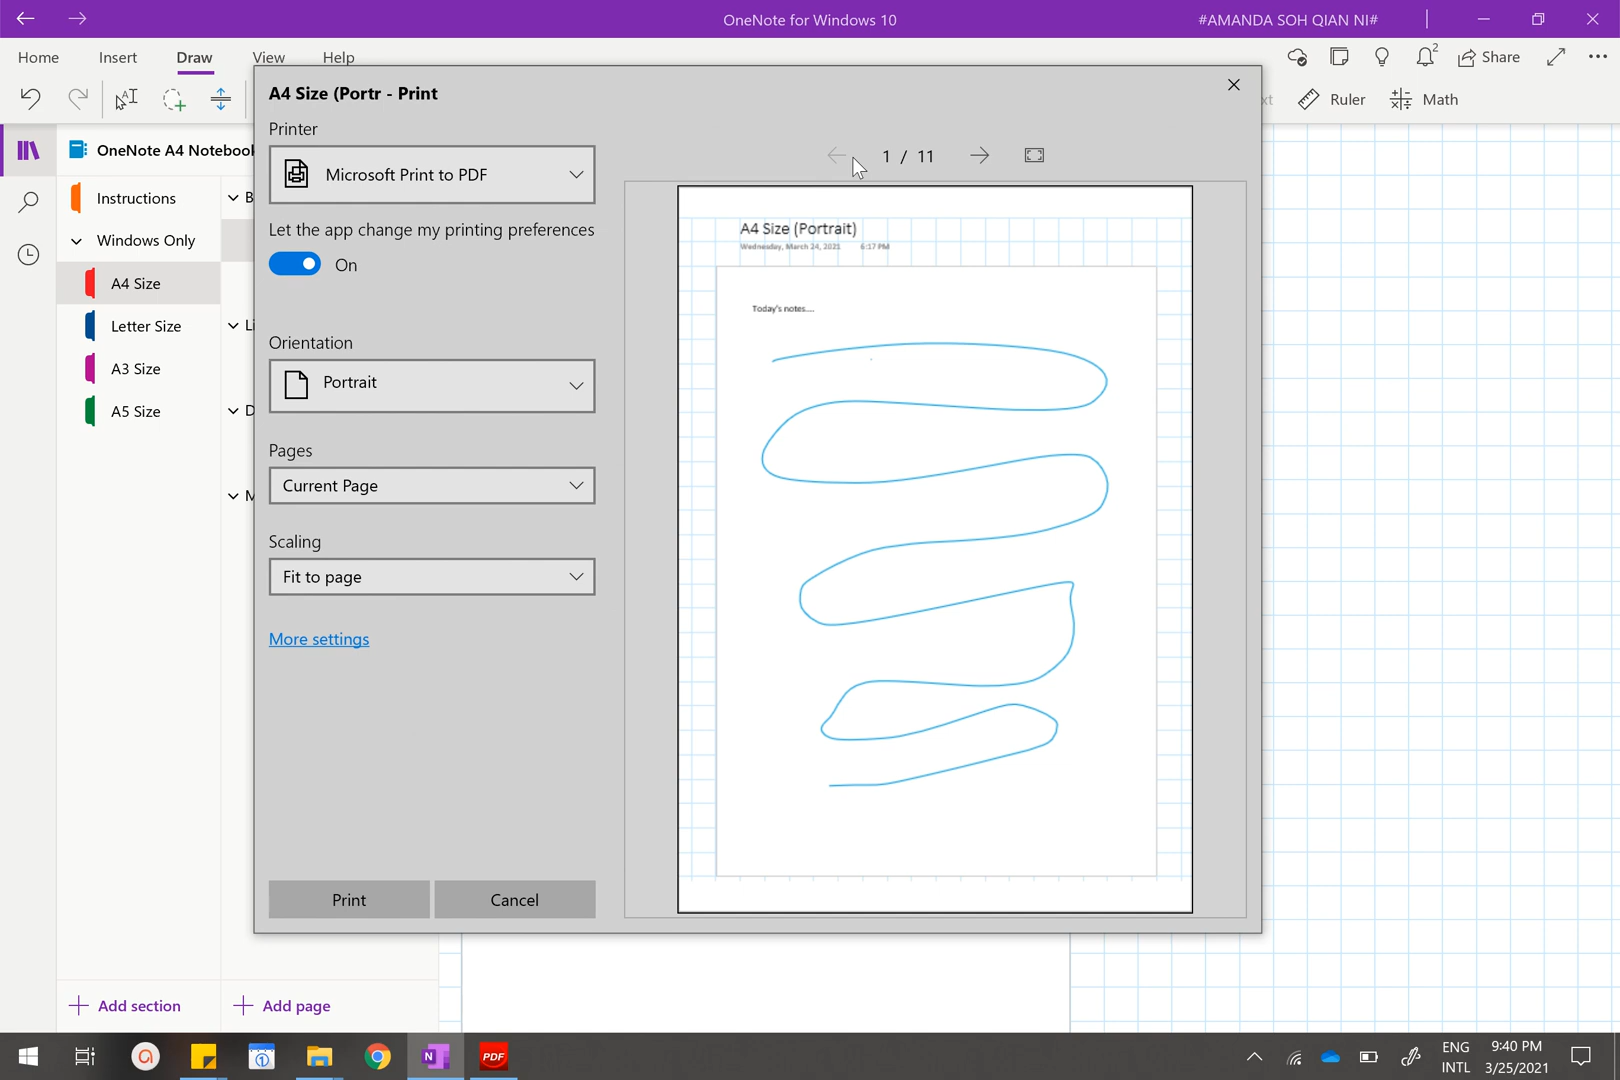 OneNote for Windows 10
#AMANDA SOH QIAN NI#
Home Insert Draw View Help
2 Share
Ruler Math
OneNote A4 Notebook
Instructions
Windows Only
A4 Size
Letter Size
A3 Size
A5 Size
B
Li
D
M
A4 Size (Portr - Print
Printer
Microsoft Print to PDF
Let the app change my printing preferences
On
Orientation
Portrait
Pages
Current Page
Scaling
Fit to page
More settings
Print Cancel
1 / 11
A4 Size (Portrait)
Wednesday, March 24, 2021 6:17 PM
Today's notes....
Add section Add page
N
PDF
ENG
INTL
9:40 PM
3/25/2021